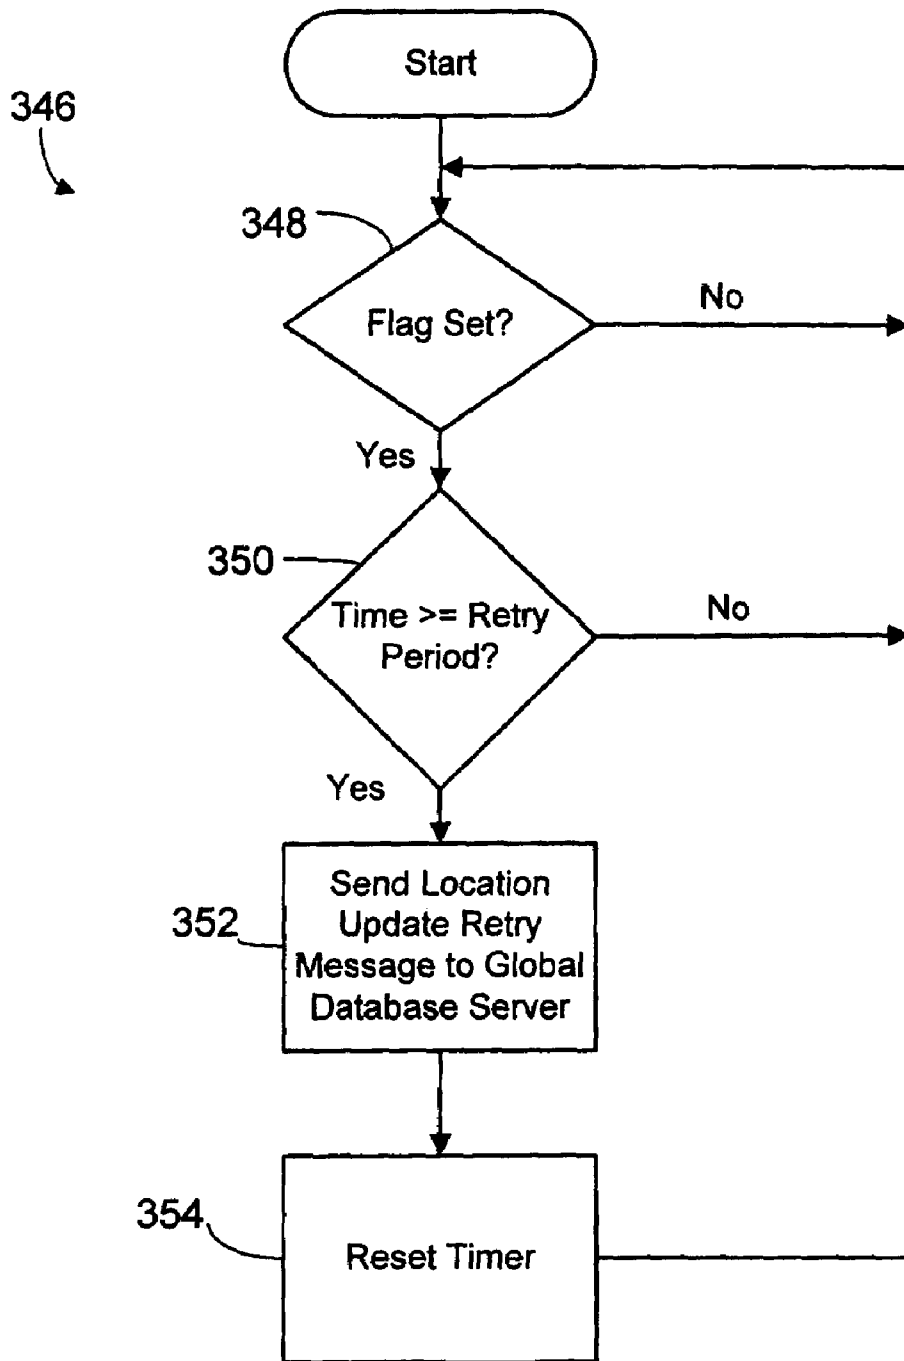 Start
346
348
Flag Set?
No
Yes
350
Time >= Retry
Period?
No
Yes
352
Send Location
Update Retry
Message to Global
Database Server
354
Reset Timer